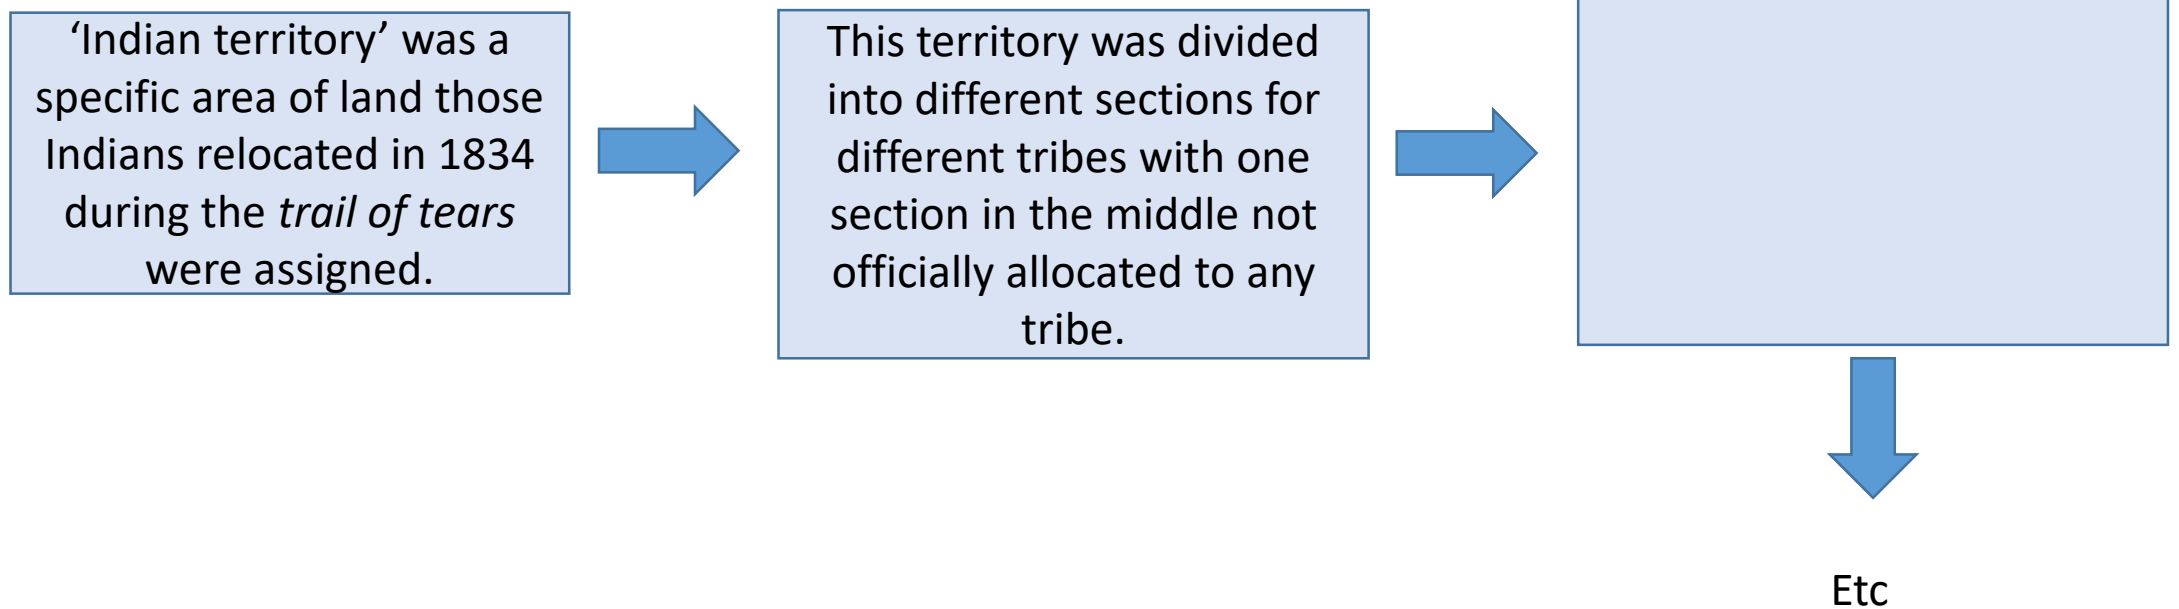 ‘Indian territory’ was a
specific area of land those
Indians relocated in 1834
during the trail of tears
were assigned.
This territory was divided
into different sections for
different tribes with one
section in the middle not
officially allocated to any
tribe.
Etc